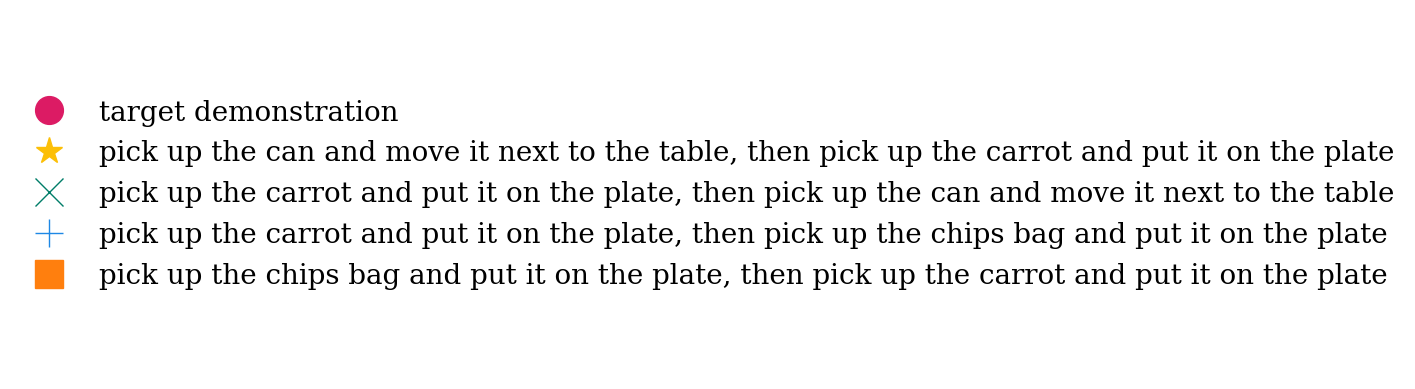 target demonstration
pick up the can and move it next to the table, then pick up the carrot and put it on the plate
pick up the carrot and put it on the plate, then pick up the can and move it next to the table
pick up the carrot and put it on the plate, then pick up the chips bag and put it on the plate
pick up the chips bag and put it on the plate, then pick up the carrot and put it on the plate